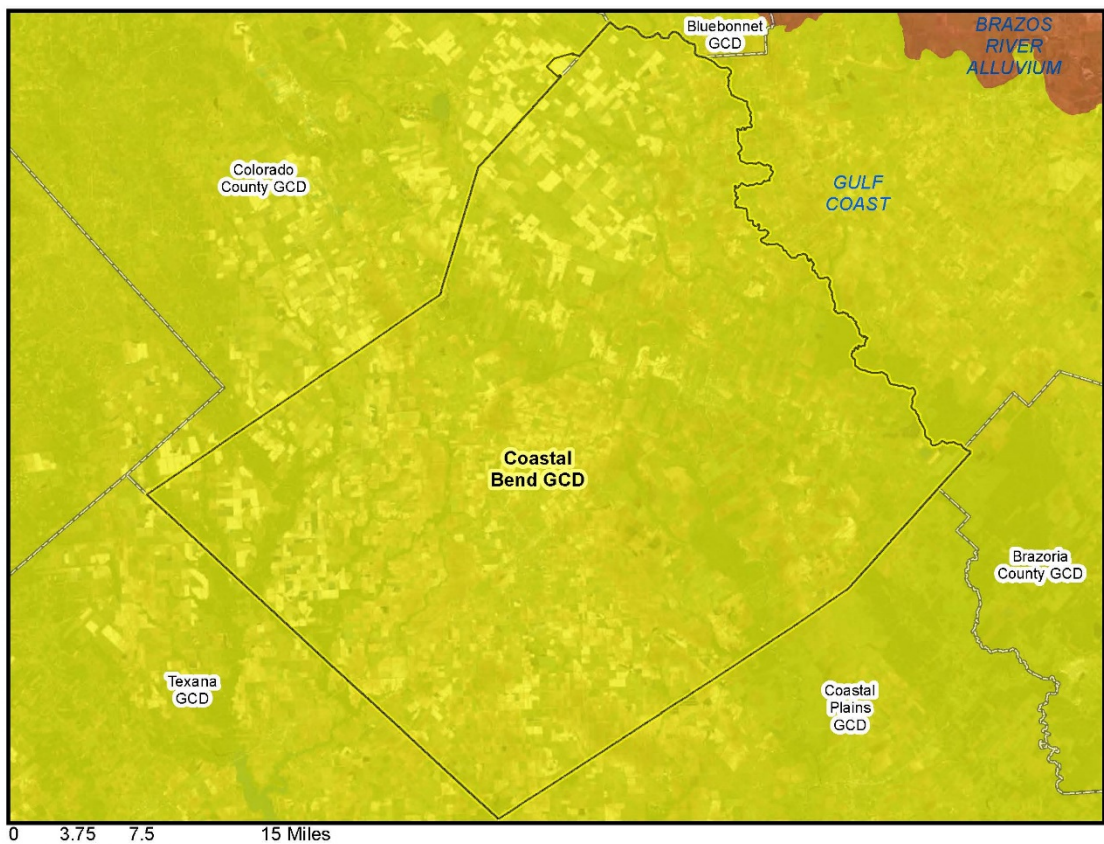 Bluebonnet
GCD
BRAZOS
RIVER
ALLUVIUM
Colorado
County GCD
GULF
COAST
Coastal
Bend GCD
Brazoria
County GCD
Texana
GCD
Coastal
Plains
GCD
0 3.75 7.5 15 Miles